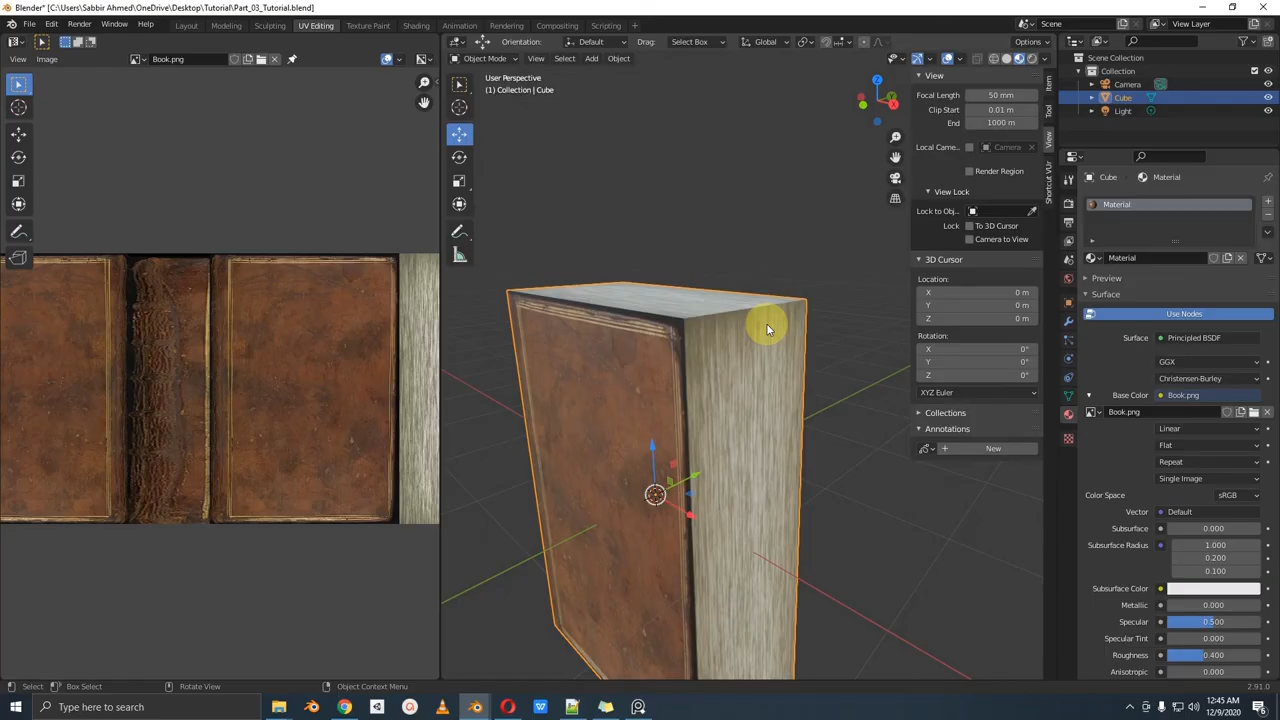 Blender* [C:\Users\Sabbir Ahmed\OneDrive\Desktop\Tutorial\Part_03_Tutorial.blend]
File Edit Render Window Help Layout Modeling Sculpting UV Editing Texture Paint Shading Animation Rendering Compositing Scripting Scene View Layer
Orientation: Default Drag: Select Box Global Options
View Image Book.png Object Mode View Select Add Object
User Perspective
(1) Collection | Cube
View
Focal Length 50 mm
Clip Start 0.01 m
End 1000 m
Local Came... Camera
Render Region
View Lock
Lock to Obj...
Lock To 3D Cursor
Camera to View
3D Cursor
Location:
X 0 m
Y 0 m
Z 0 m
Rotation:
X 0°
Y 0°
Z 0°
XYZ Euler
Collections
Annotations
New
Item
Tool
View
Shortcut VUr
Scene Collection
Collection
Camera
Cube
Light
Cube Material
Material
Material
Preview
Surface
Use Nodes
Surface Principled BSDF
GGX
Christensen-Burley
Base Color Book.png
Book.png
Linear
Flat
Repeat
Single Image
Color Space sRGB
Vector Default
Subsurface 0.000
Subsurface Radius 1.000
0.200
0.100
Subsurface Color
Metallic 0.000
Specular 0.500
Specular Tint 0.000
Roughness 0.400
Anisotropic 0.000
Select Box Select Rotate View Object Context Menu 2.91.0
Type here to search
12:45 AM
12/9/2020